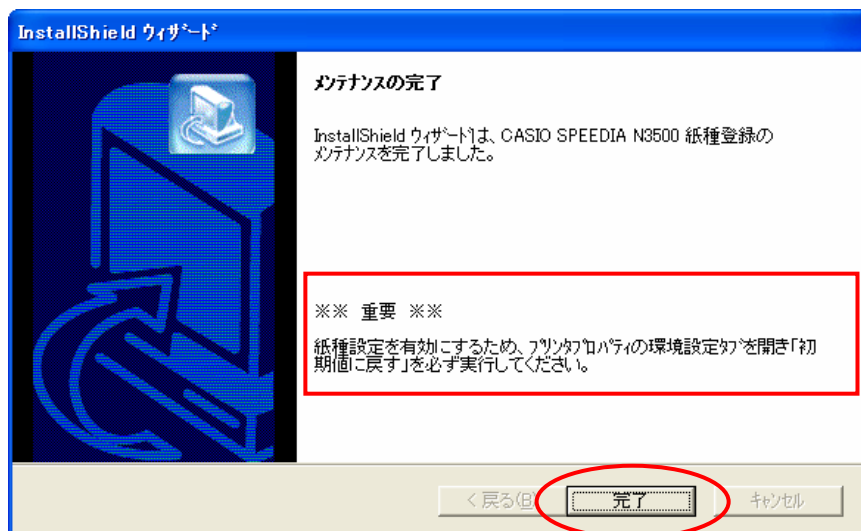 InstallShield ウィザード
メンテナンスの完了
InstallShield ウィザードは、CASIO SPEEDIA N3500 紙種登録の
メンテナンスを完了しました。
※※ 重要 ※※
紙種設定を有効にするため、プリンタプロパティの環境設定タブを開き「初
期値に戻す」を必ず実行してください。
< 戻る(B)
完了
キャンセル